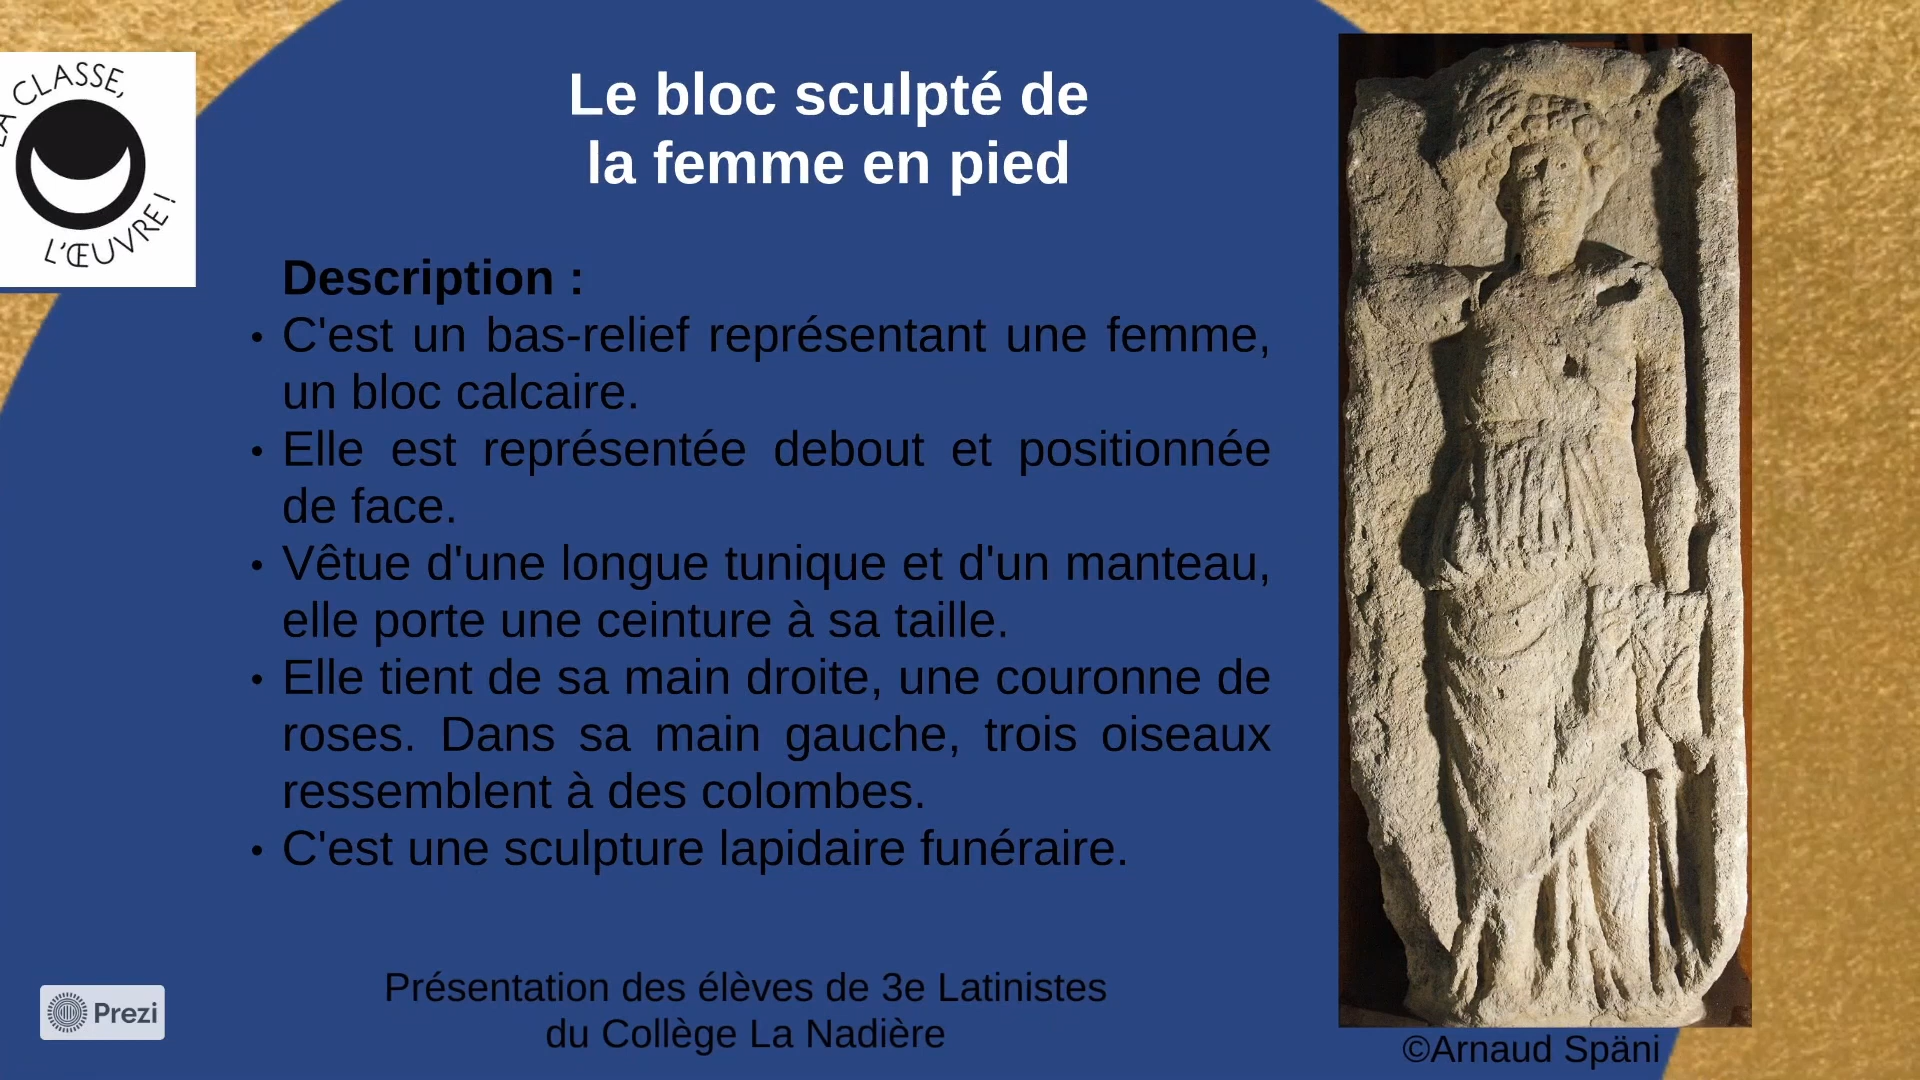 LA CLASSE,
L'ŒUVRE !
Le bloc sculpté de
la femme en pied
Description :
• C'est un bas-relief représentant une femme,
un bloc calcaire.
• Elle est représentée debout et positionnée
de face.
• Vêtue d'une longue tunique et d'un manteau,
elle porte une ceinture à sa taille.
• Elle tient de sa main droite, une couronne de
roses. Dans sa main gauche, trois oiseaux
ressemblent à des colombes.
• C'est une sculpture lapidaire funéraire.
Présentation des élèves de 3e Latinistes
du Collège La Nadière
Prezi
©Arnaud Späni